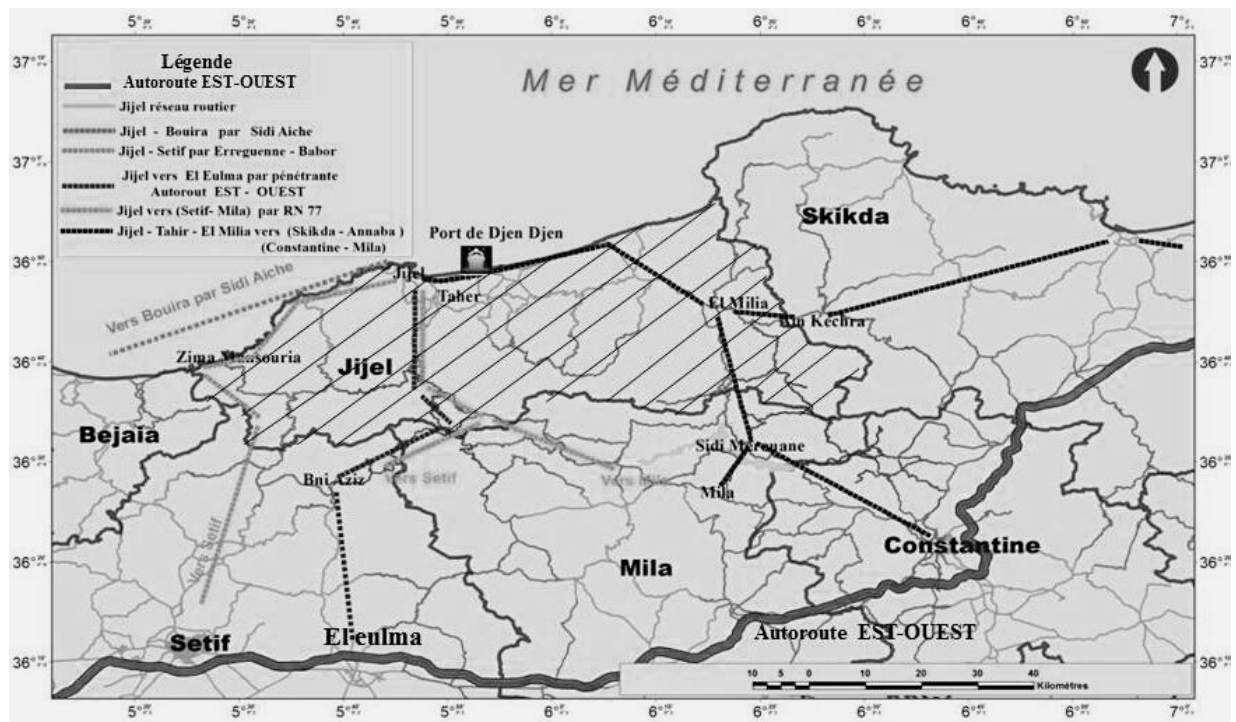 Légende
Autoroute EST-OUEST
Jijel réseau routier
Jijel - Bouira par Sidi Aiche
Jijel - Setif par Erreguenne - Babor
Jijel vers El Eulma par pénétrante
Autorout EST - OUEST
Jijel vers (Setif- Mila) par RN 77
Jijel - Tahir - El Milia vers (Skikda - Annaba )
(Constantine - Mila)
Mer Méditerranée
Skikda
Port de Djen Djen
Vers Bouira par Sidi Aiche
Jijel
Taher
El Milia
Ain Kechra
Zima Mansouria
Jijel
Bejaia
Sidi Merouane
Bni Aziz
Vers Setif
Vers Mila
Mila
Vers Setif
Constantine
Mila
Setif
El eulma
Autoroute EST-OUEST
10 5 0 10 20 30 40
Kilomètres